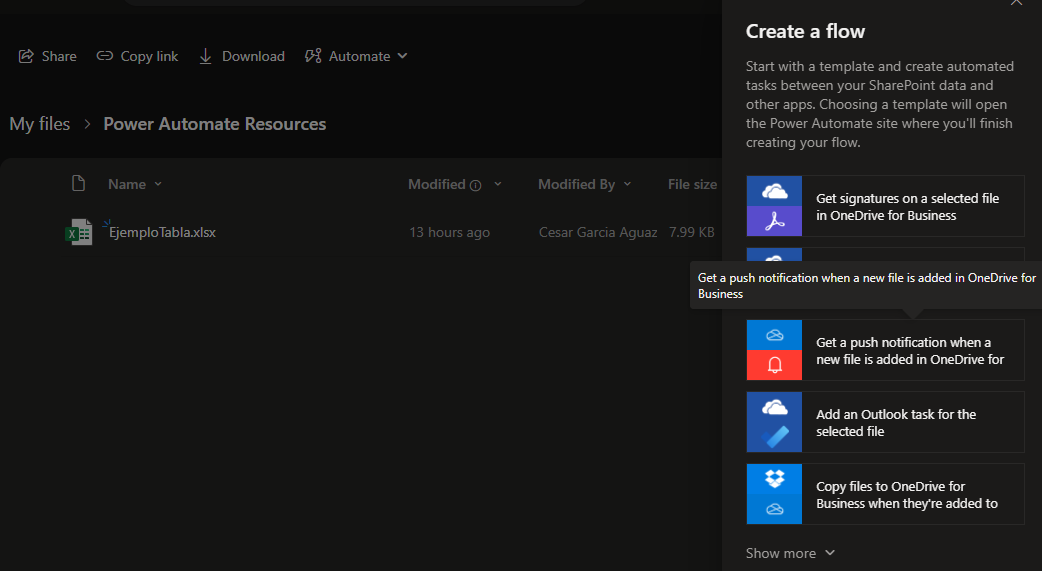 Share Copy link Download Automate
My files > Power Automate Resources
Name Modified Modified By File size
EjemploTabla.xlsx 13 hours ago Cesar Garcia Aguaz 7.99 KB
Create a flow
Start with a template and create automated
tasks between your SharePoint data and
other apps. Choosing a template will open
the Power Automate site where you'll finish
creating your flow.
Get signatures on a selected file
in OneDrive for Business
Get a push notification when a new file is added in OneDrive for
Business
Get a push notification when a
new file is added in OneDrive for
Add an Outlook task for the
selected file
Copy files to OneDrive for
Business when they're added to
Show more